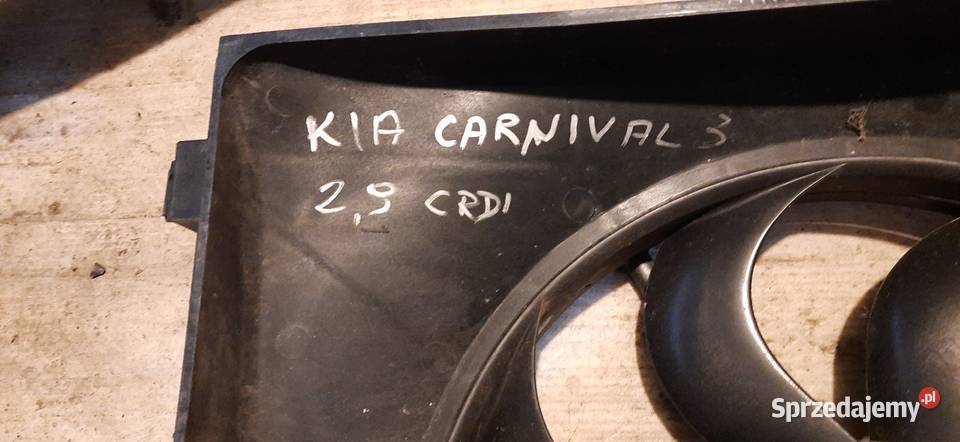 KIA CARNIVAL 3
2,9 CRDI
Sprzedajemy.pl